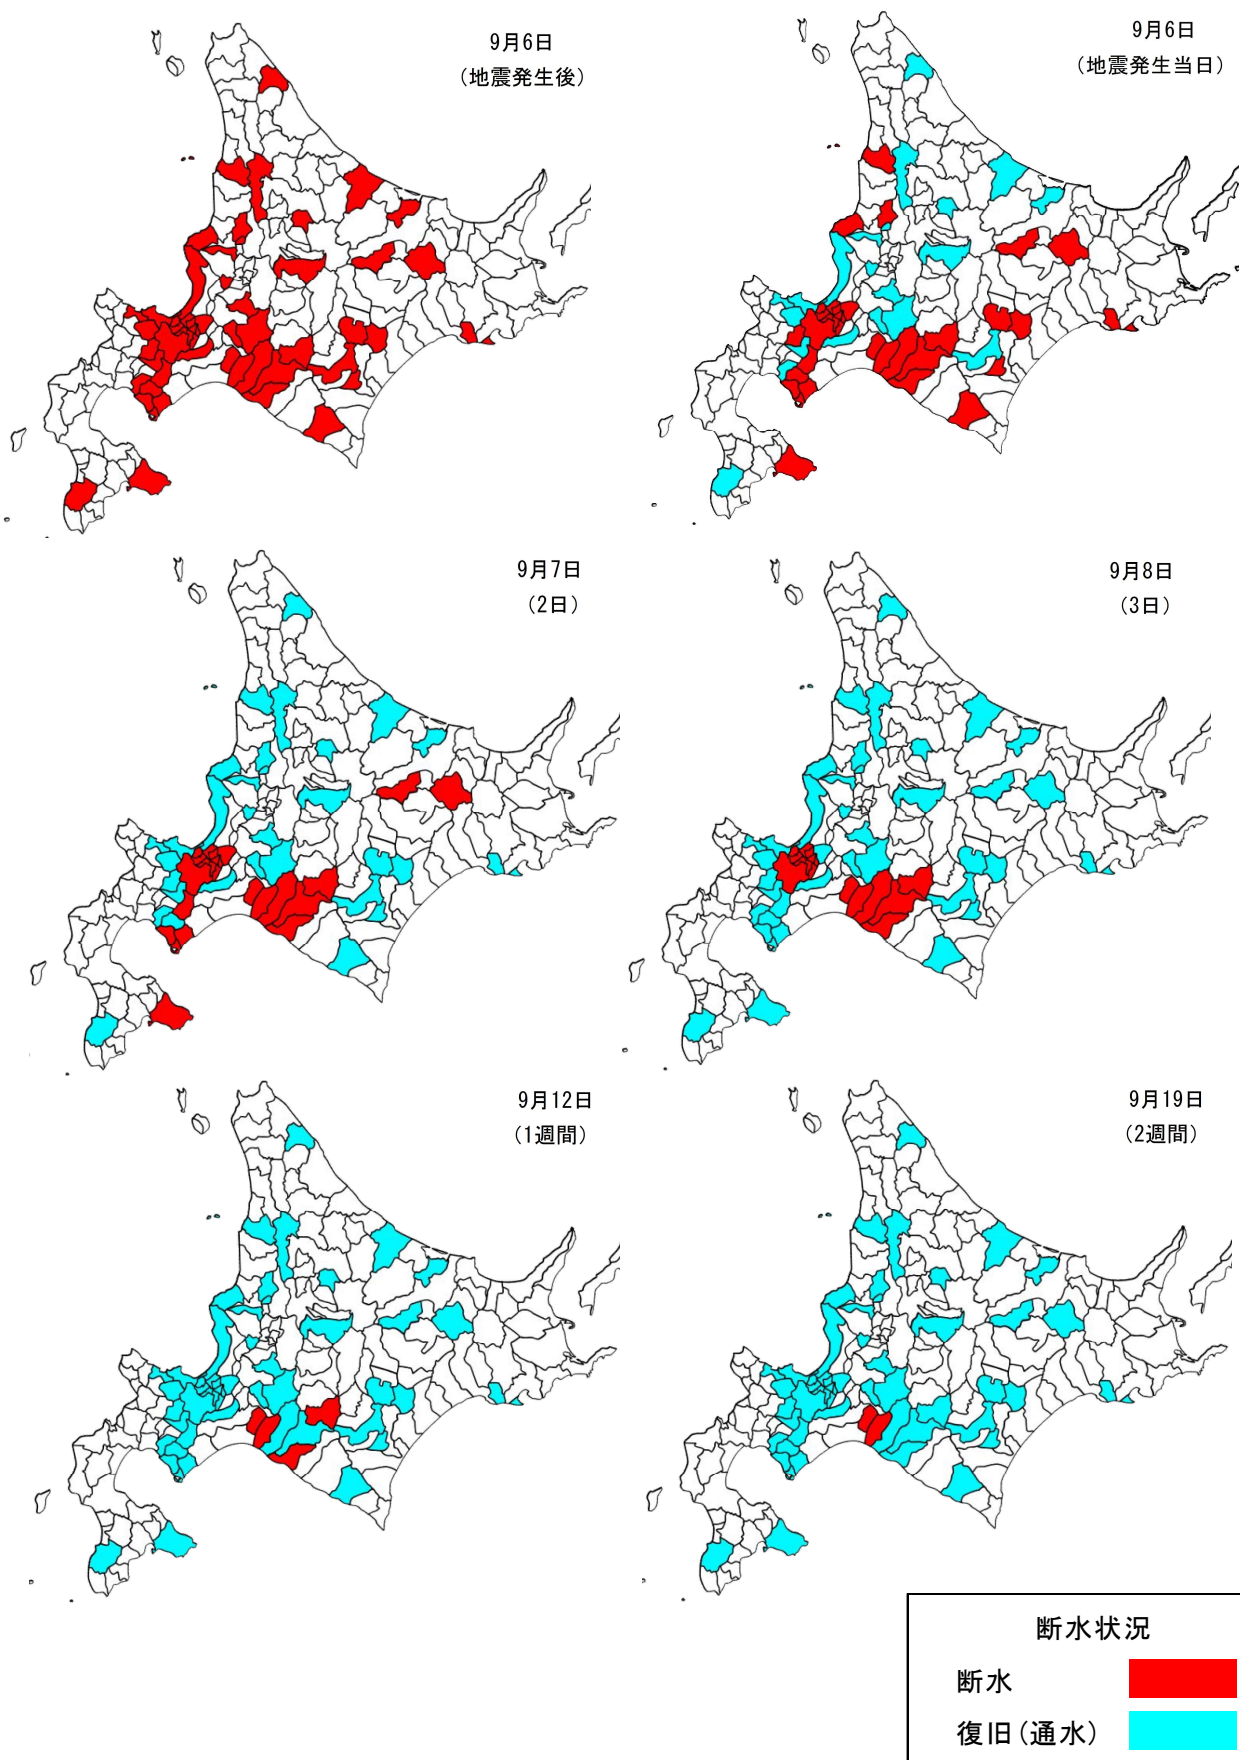 9月6日
(地震発生後)
9月6日
(地震発生当日)
9月7日
(2日)
9月8日
(3日)
9月12日
(1週間)
9月19日
(2週間)
断水状況
断水
復旧(通水)